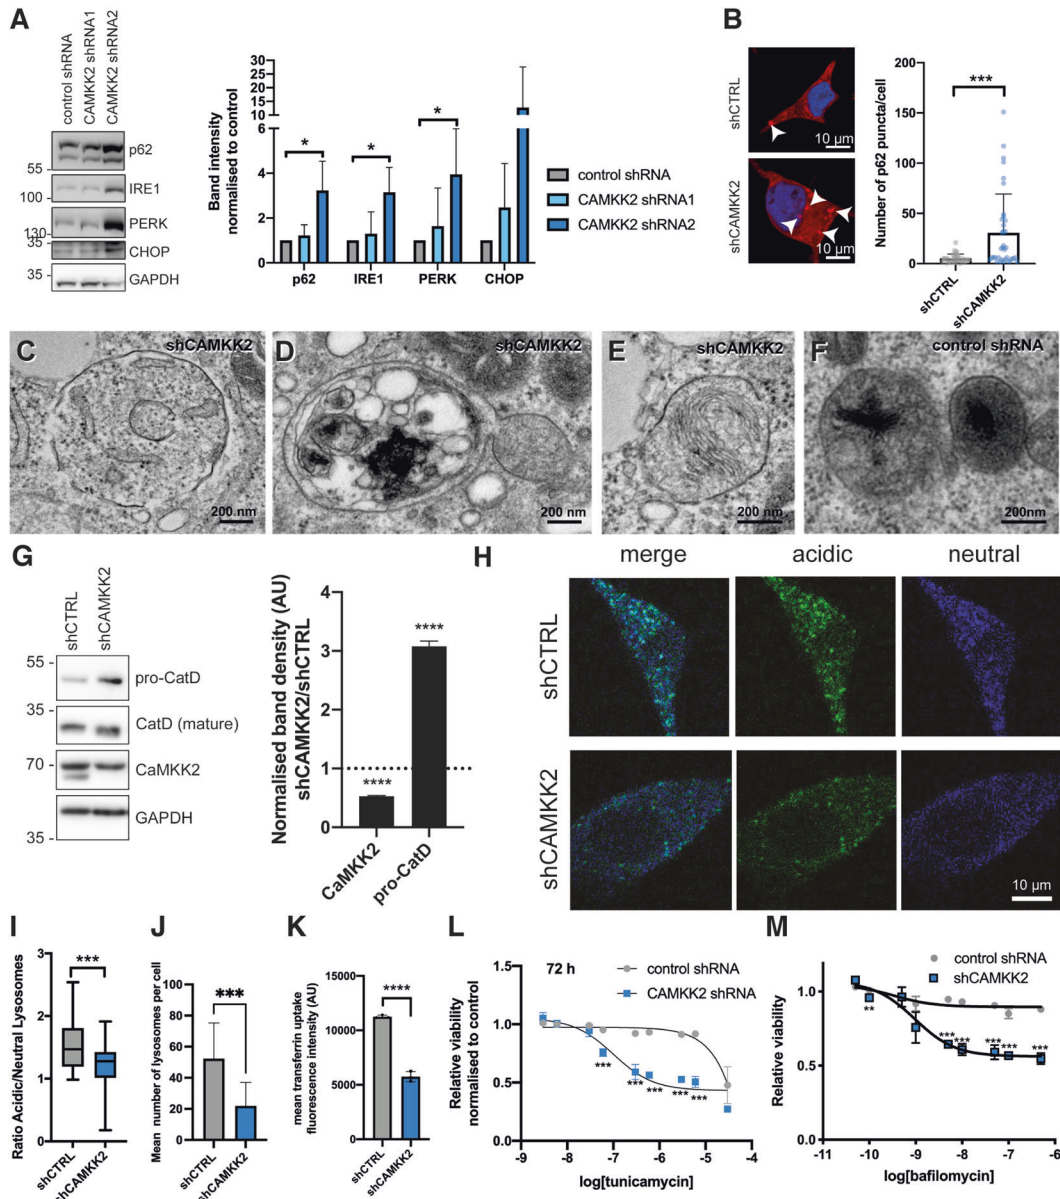 A
control shRNA
CAMKK2 shRNA1
CAMKK2 shRNA2
p62
55
IRE1
100
PERK
130
35
CHOP
35
GAPDH
Band intensity
normalised to control
30
25
20
15
10
6
4
2
0
*
*
*
p62
IRE1
PERK
CHOP
control shRNA
CAMKK2 shRNA1
CAMKK2 shRNA2
B
shCTRL
10 µm
shCAMKK2
10 µm
Number of p62 puncta/cell
200
150
100
50
0
***
shCTRL
shCAMKK2
C
shCAMKK2
200 nm
D
shCAMKK2
200 nm
E
shCAMKK2
200 nm
F
control shRNA
200nm
G
shCTRL
shCAMKK2
55
pro-CatD
35
CatD (mature)
70
CaMKK2
GAPDH
35
Normalised band density (AU)
shCAMKK2/shCTRL
4
3
2
1
0
****
****
CaMKK2
pro-CatD
H
merge
acidic
neutral
shCTRL
shCAMKK2
10 µm
I
Ratio Acidic/Neutral Lysosomes
3
2
1
0
***
shCTRL
shCAMKK2
J
Mean number of lysosomes per cell
100
80
60
40
20
0
***
shCTRL
shCAMKK2
K
mean transferrin uptake
fluorescence intensity (AU)
15000
10000
5000
0
****
shCTRL
shCAMKK2
L
72 h
control shRNA
CAMKK2 shRNA
Relative viability
normalised to control
1.5
1.0
0.5
0.0
***
***
***
***
***
-9
-8
-7
-6
-5
-4
log[tunicamycin]
M
control shRNA
shCAMKK2
Relative viability
1.5
1.0
0.5
0.0
**
***
***
***
***
***
-11
-10
-9
-8
-7
-6
log[bafilomycin]